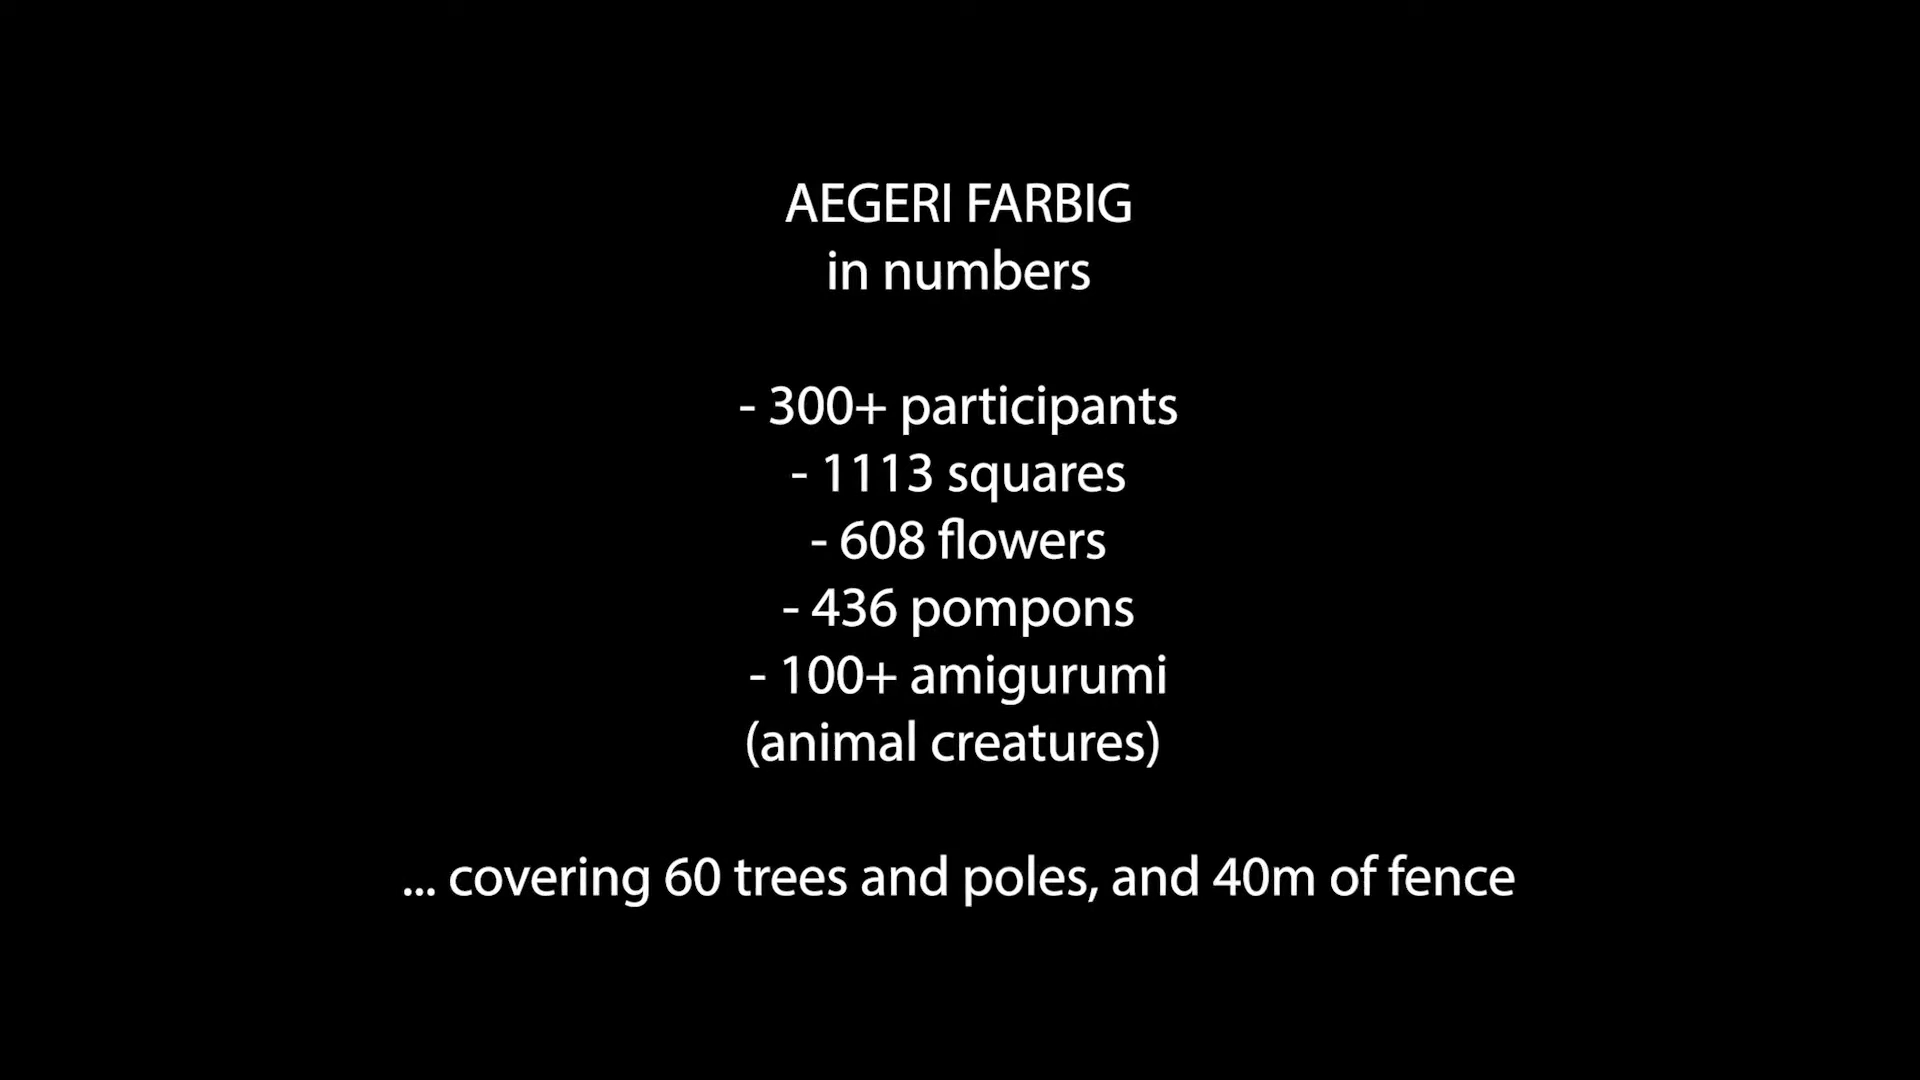 AEGERI FARBIG
in numbers
- 300+ participants
- 1113 squares
- 608 flowers
- 436 pompons
- 100+ amigurumi
(animal creatures)
... covering 60 trees and poles, and 40m of fence